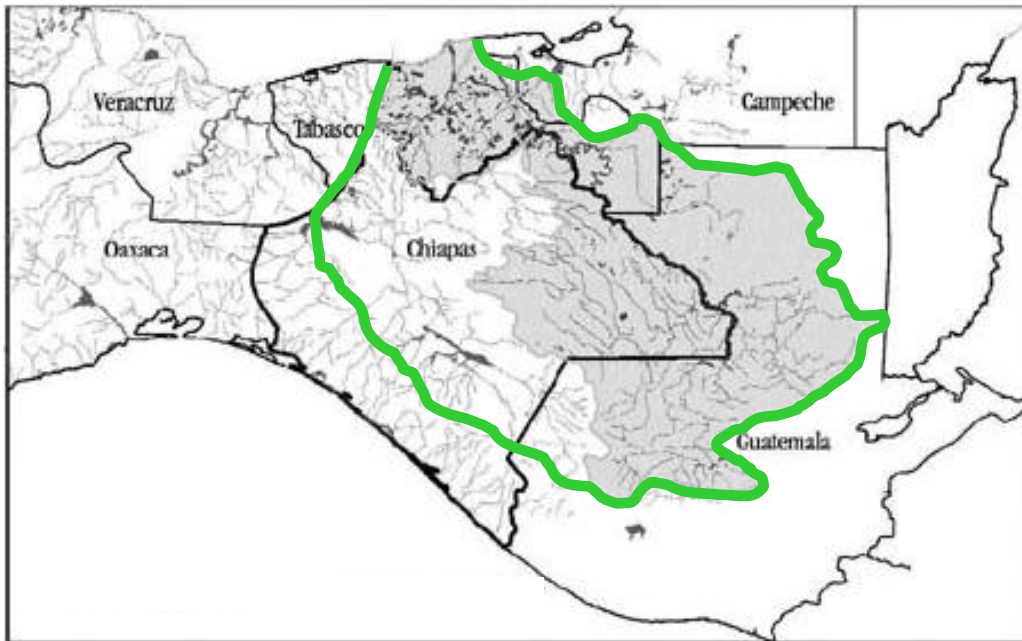 Veracruz
Campeche
Tabasco
Oaxaca
Chiapas
Guatemala